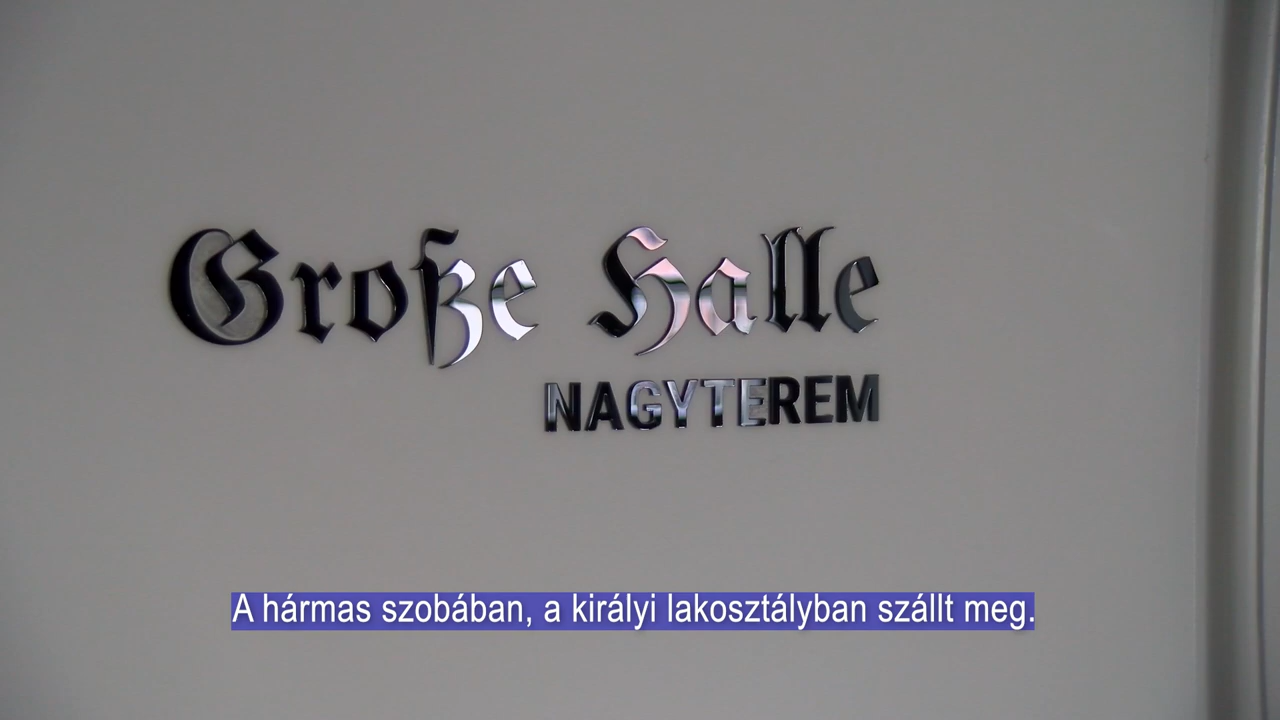 Große Halle
NAGYTEREM
A hármas szobában, a királyi lakosztályban szállt meg.